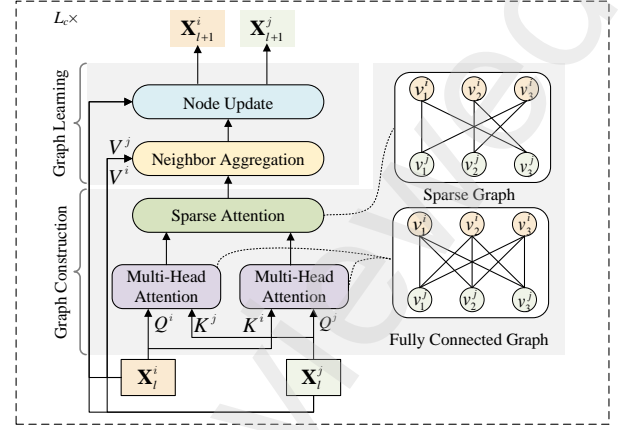 L_c×
X^i_{l+1} X^j_{l+1}
Graph Learning
Node Update
V^j
V^i
Neighbor Aggregation
Graph Construction
Sparse Attention
Multi-Head
Attention
Multi-Head
Attention
Q^i K^j K^i Q^j
X^i_l X^j_l
v^i_1 v^i_2 v^i_3
v^j_1 v^j_2 v^j_3
Sparse Graph
v^i_1 v^i_2 v^i_3
v^j_1 v^j_2 v^j_3
Fully Connected Graph